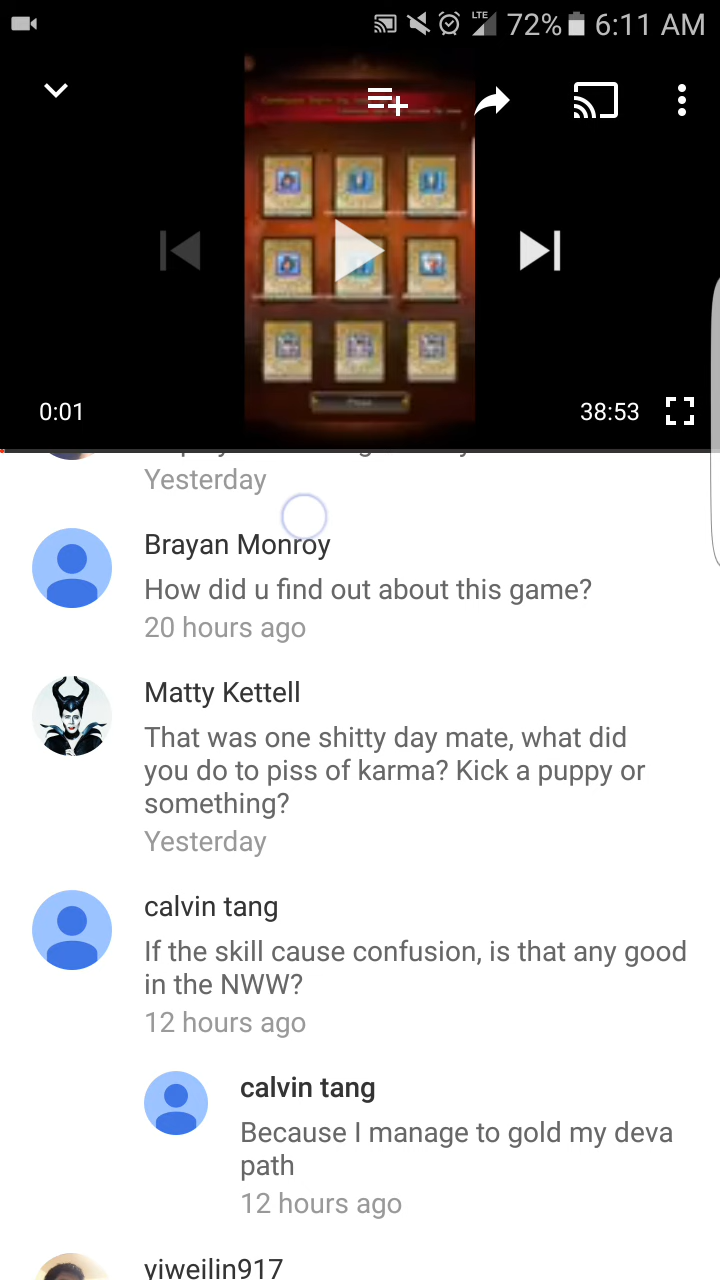 LTE 72% 6:11 AM
0:01
38:53
Yesterday
Brayan Monroy
How did u find out about this game?
20 hours ago
Matty Kettell
That was one shitty day mate, what did
you do to piss of karma? Kick a puppy or
something?
Yesterday
calvin tang
If the skill cause confusion, is that any good
in the NWW?
12 hours ago
calvin tang
Because I manage to gold my deva
path
12 hours ago
yiweilin917